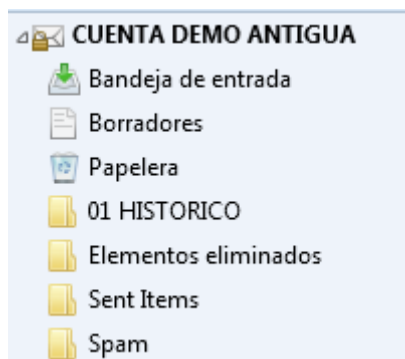 CUENTA DEMO ANTIGUA
Bandeja de entrada
Borradores
Papelera
01 HISTORICO
Elementos eliminados
Sent Items
Spam